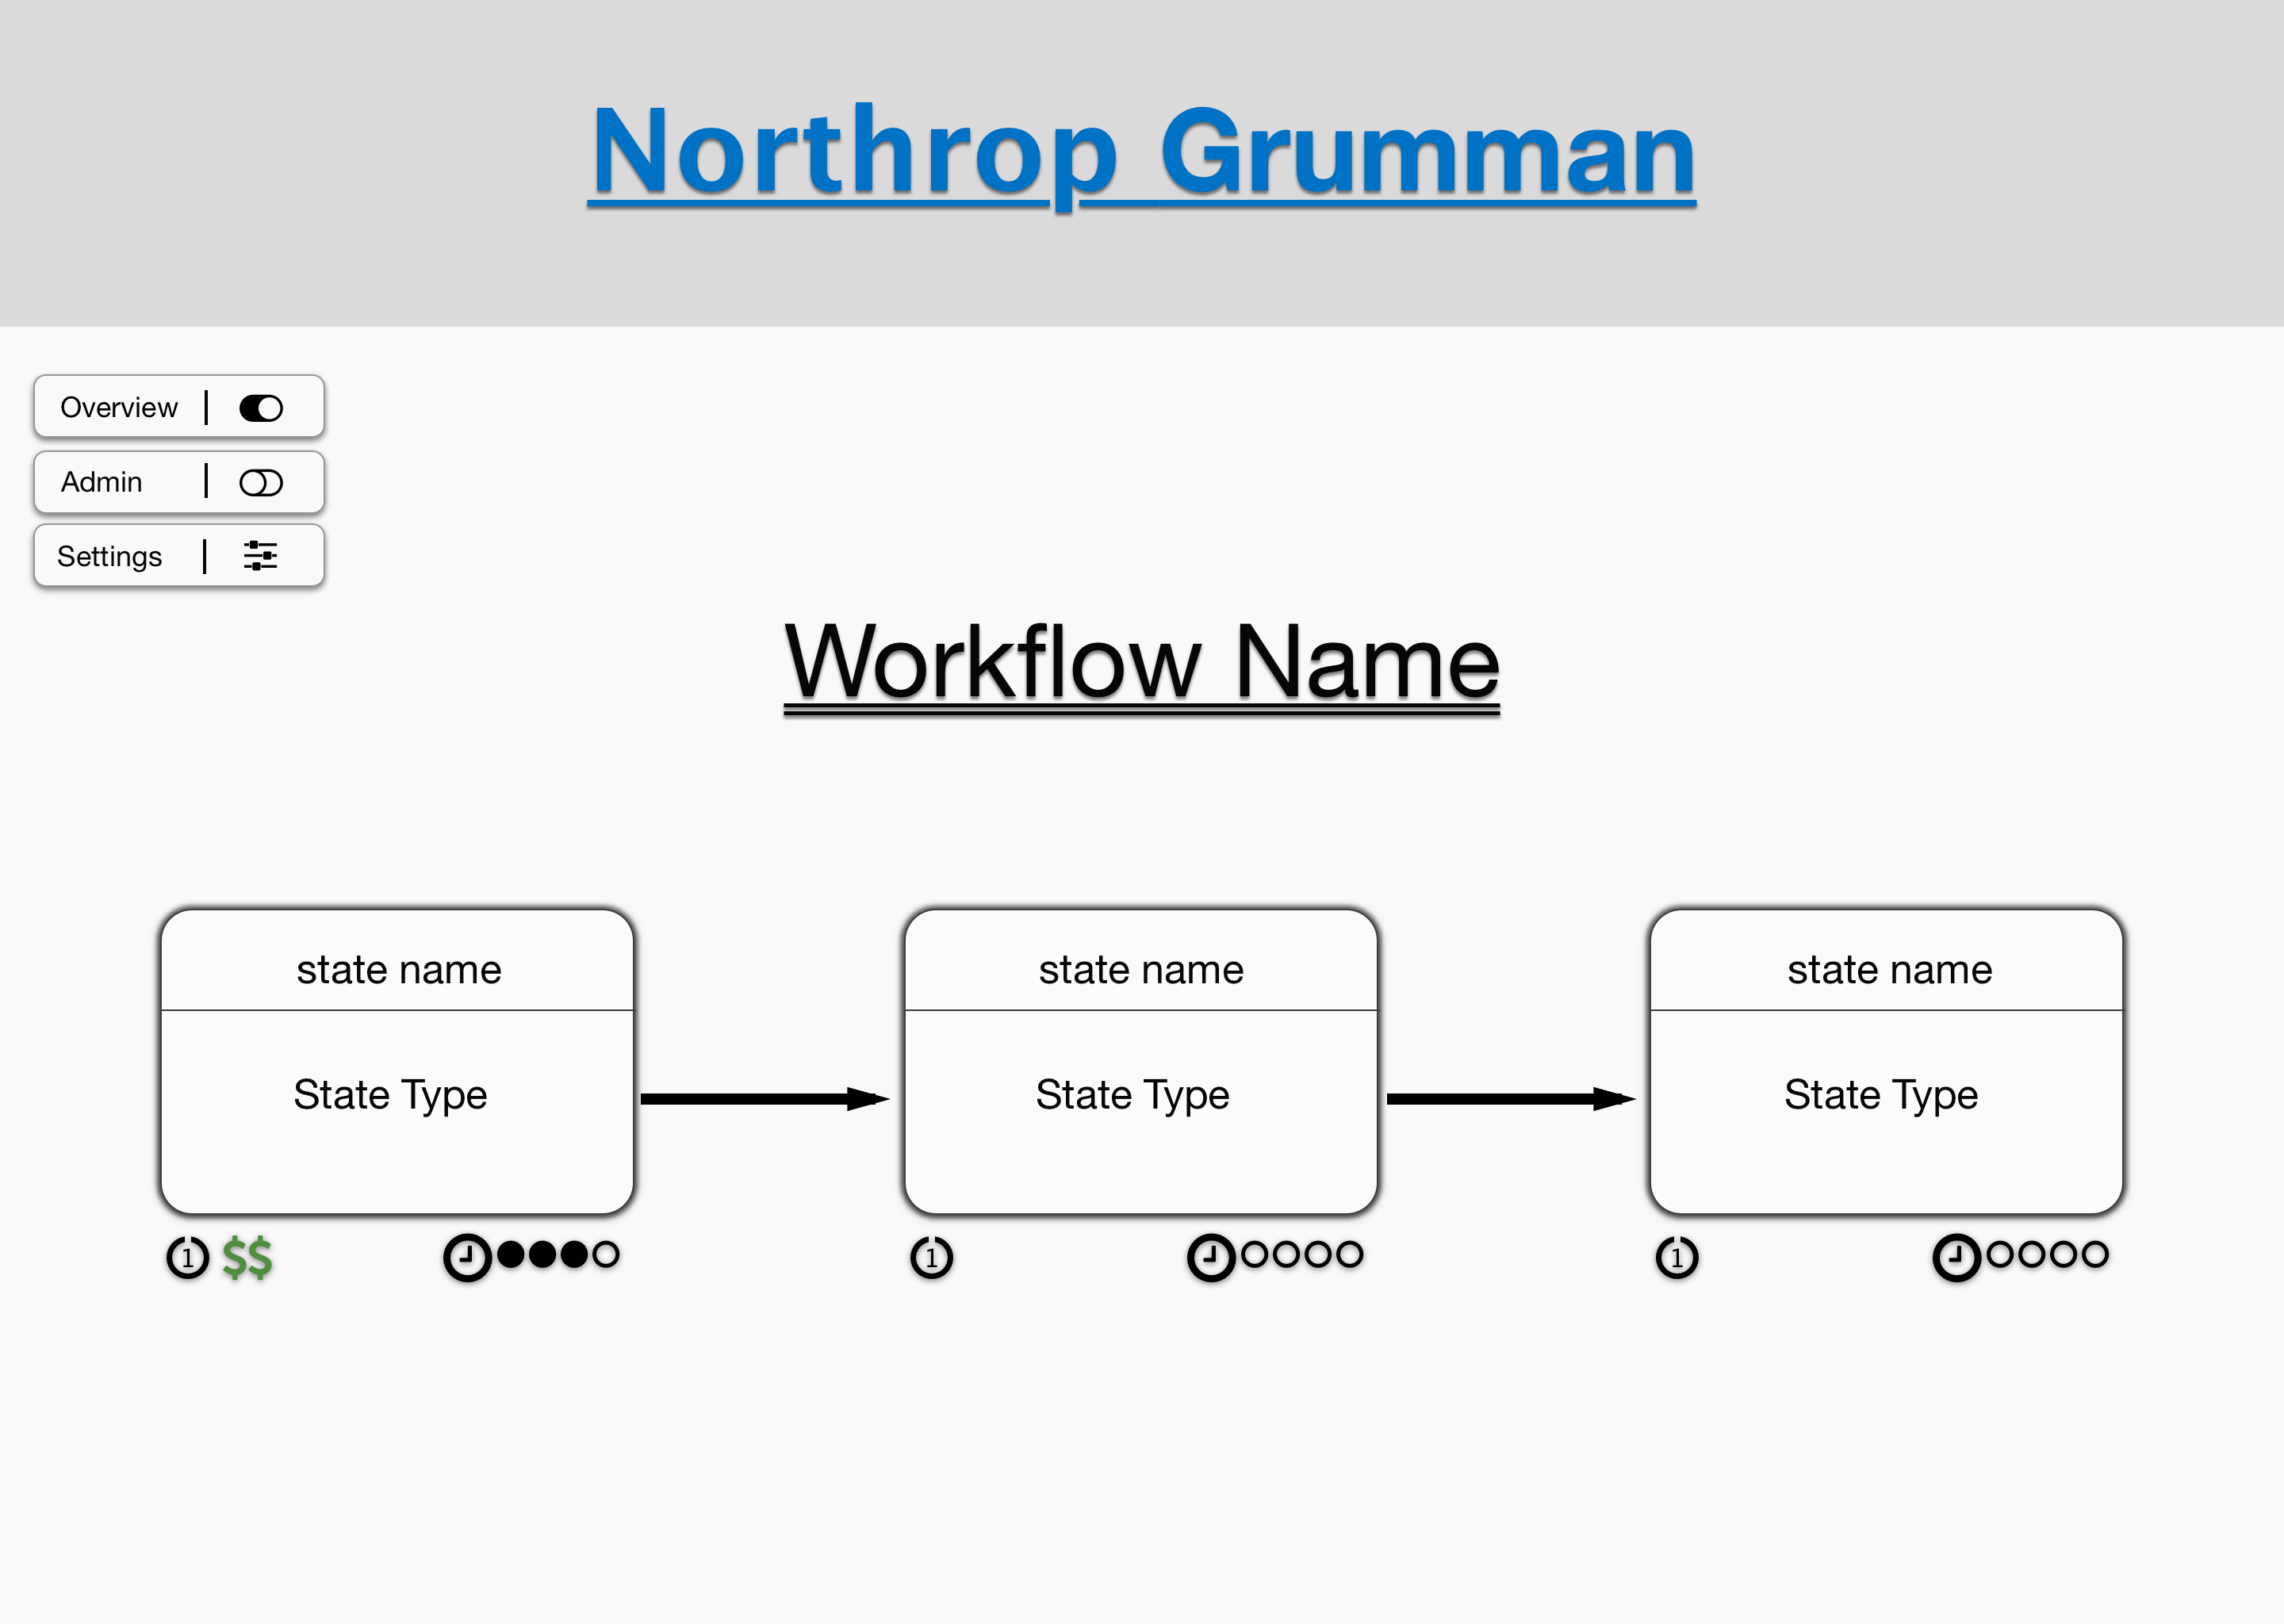 Northrop Grumman
Overview
Admin
Settings
Workflow Name
state name
State Type
state name
State Type
state name
State Type
1 $$
1
1